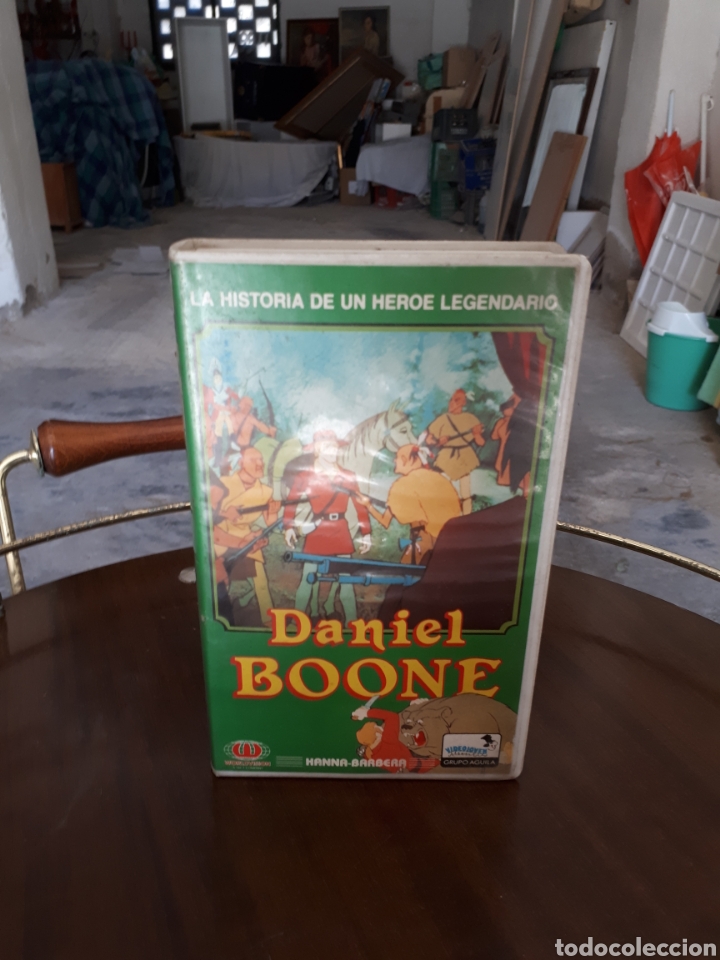 LA HISTORIA DE UN HEROE LEGENDARIO
Daniel
BOONE
HANNA-BARBERA
GRUPO AGUILA
todocoleccion